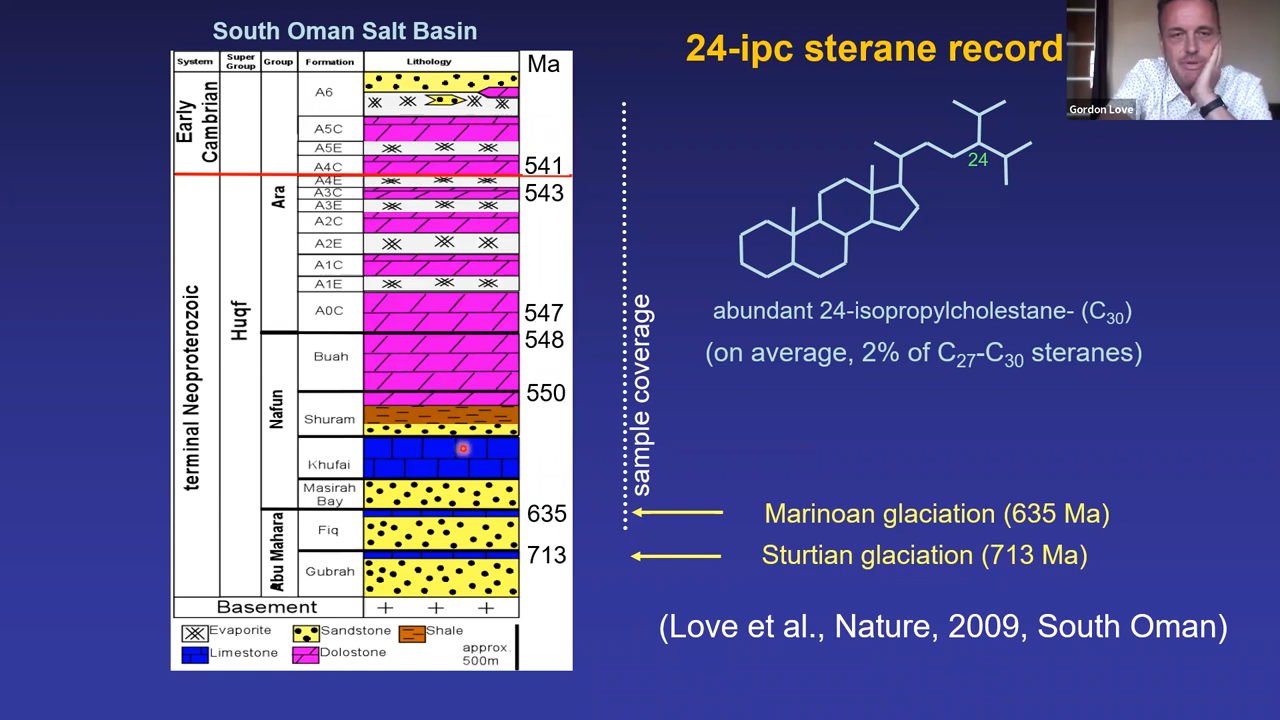 South Oman Salt Basin
24-ipc sterane record
Gordon Love
System
Super Group
Group
Formation
Lithology
Ma
Early Cambrian
terminal Neoproterozoic
Huqf
Ara
Nafun
Abu Mahara
A6
A5C
A5E
A4C
A4E
A3C
A3E
A2C
A2E
A1C
A1E
A0C
Buah
Shuram
Khufai
Masirah Bay
Fiq
Gubrah
Basement
541
543
547
548
550
635
713
Evaporite
Sandstone
Shale
Limestone
Dolostone
approx.
500m
sample coverage
24
abundant 24-isopropylcholestane- (C30)
(on average, 2% of C27-C30 steranes)
Marinoan glaciation (635 Ma)
Sturtian glaciation (713 Ma)
(Love et al., Nature, 2009, South Oman)